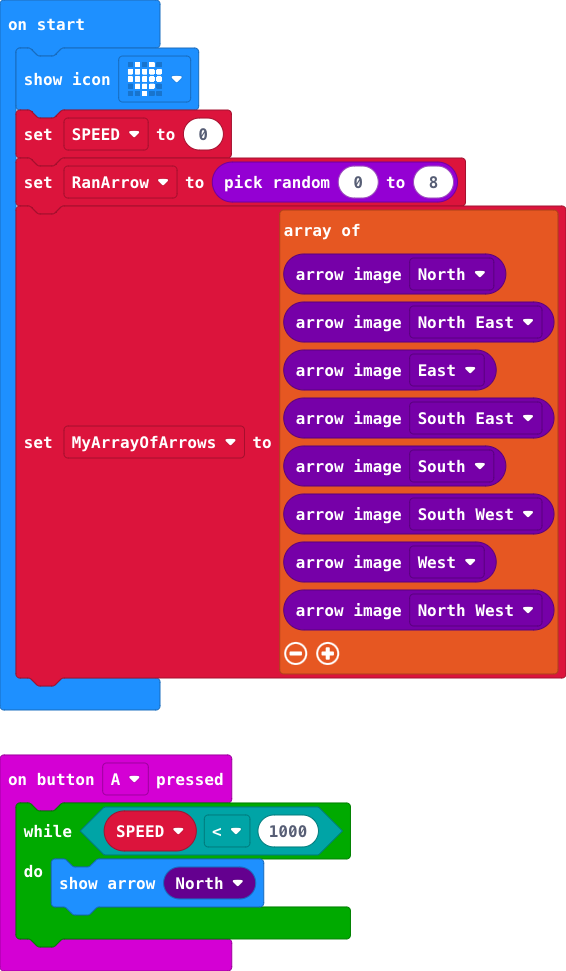 on start
show icon
set SPEED to 0
set RanArrow to pick random 0 to 8
array of
arrow image North
arrow image North East
arrow image East
arrow image South East
set MyArrayOfArrows to
arrow image South
arrow image South West
arrow image West
arrow image North West
on button A pressed
while SPEED < 1000
do
show arrow North